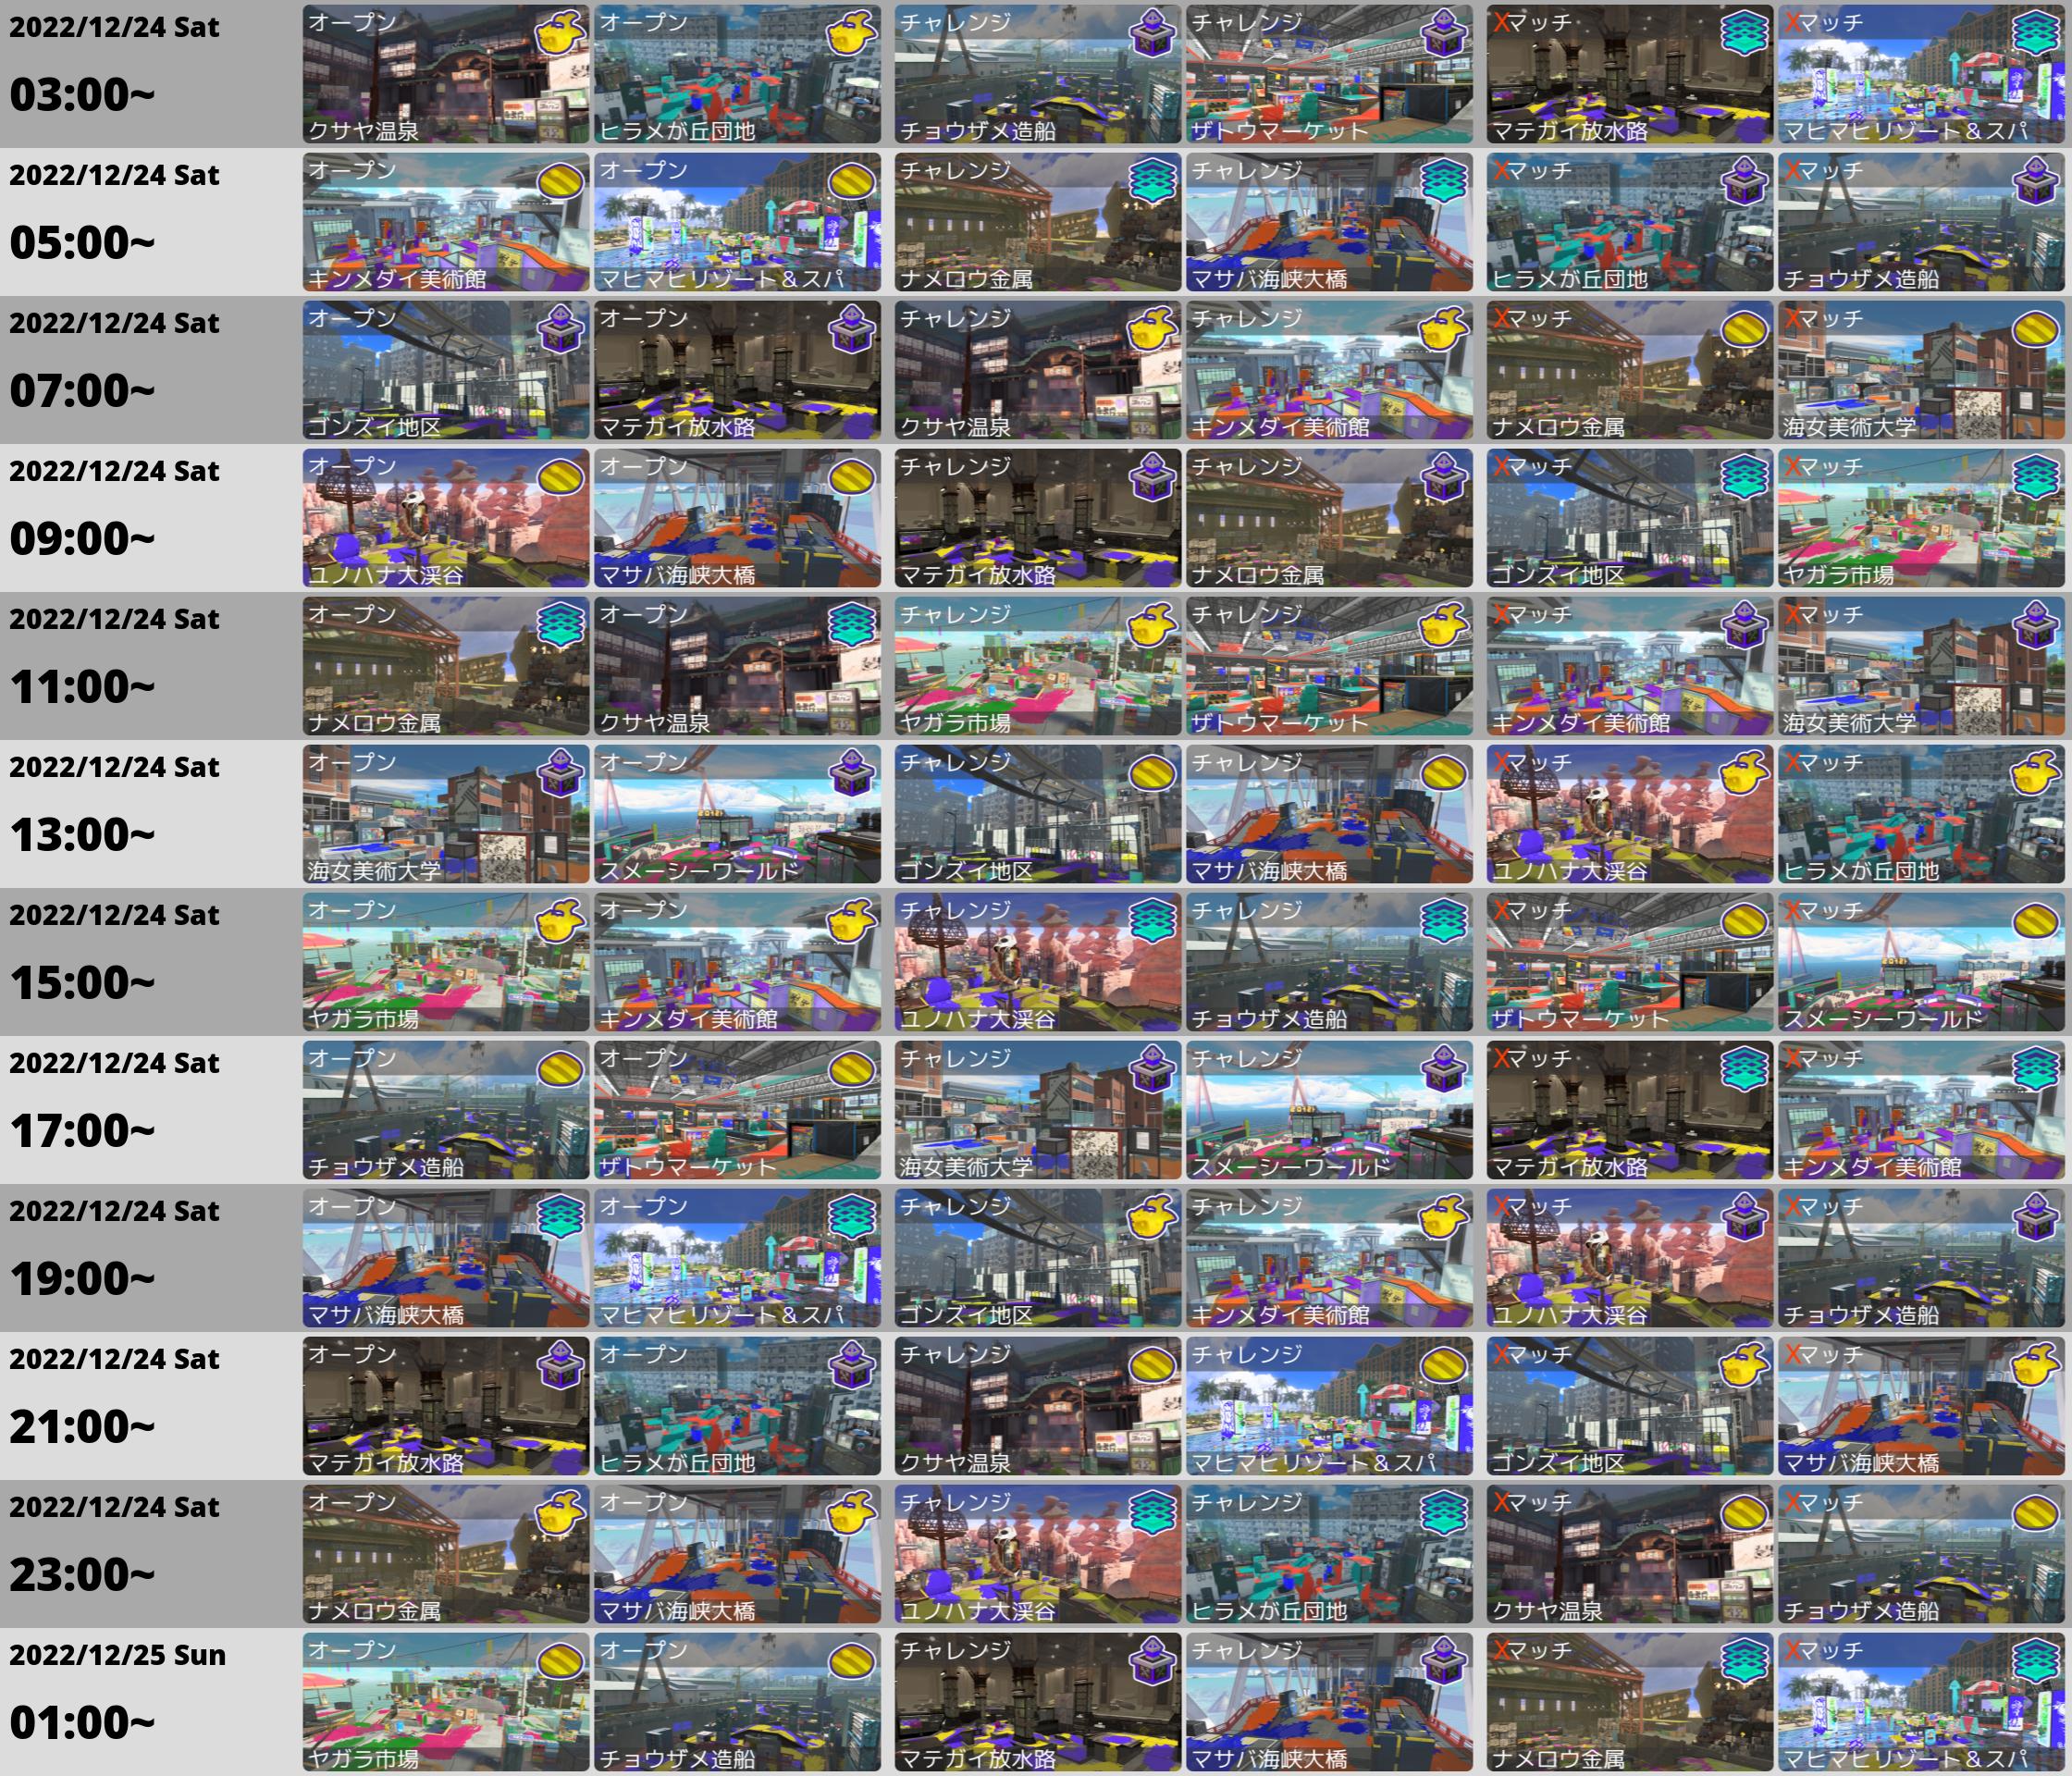 2022/12/24 Sat
03:00~
オープン オープン チャレンジ チャレンジ Xマッチ Xマッチ
クサヤ温泉 ヒラメが丘団地 チョウザメ造船 ザトウマーケット マテガイ放水路 マヒマヒリゾート＆スパ
2022/12/24 Sat
05:00~
オープン オープン チャレンジ チャレンジ Xマッチ Xマッチ
キンメダイ美術館 マヒマヒリゾート＆スパ ナメロウ金属 マサバ海峡大橋 ヒラメが丘団地 チョウザメ造船
2022/12/24 Sat
07:00~
オープン オープン チャレンジ チャレンジ Xマッチ Xマッチ
ゴンズイ地区 マテガイ放水路 クサヤ温泉 キンメダイ美術館 ナメロウ金属 海女美術大学
2022/12/24 Sat
09:00~
オープン オープン チャレンジ チャレンジ Xマッチ Xマッチ
ユノハナ大渓谷 マサバ海峡大橋 マテガイ放水路 ナメロウ金属 ゴンズイ地区 ヤガラ市場
2022/12/24 Sat
11:00~
オープン オープン チャレンジ チャレンジ Xマッチ Xマッチ
ナメロウ金属 クサヤ温泉 ヤガラ市場 ザトウマーケット キンメダイ美術館 海女美術大学
2022/12/24 Sat
13:00~
オープン オープン チャレンジ チャレンジ Xマッチ Xマッチ
海女美術大学 スメーシーワールド ゴンズイ地区 マサバ海峡大橋 ユノハナ大渓谷 ヒラメが丘団地
2022/12/24 Sat
15:00~
オープン オープン チャレンジ チャレンジ Xマッチ Xマッチ
ヤガラ市場 キンメダイ美術館 ユノハナ大渓谷 チョウザメ造船 ザトウマーケット スメーシーワールド
2022/12/24 Sat
17:00~
オープン オープン チャレンジ チャレンジ Xマッチ Xマッチ
チョウザメ造船 ザトウマーケット 海女美術大学 スメーシーワールド マテガイ放水路 キンメダイ美術館
2022/12/24 Sat
19:00~
オープン オープン チャレンジ チャレンジ Xマッチ Xマッチ
マサバ海峡大橋 マヒマヒリゾート＆スパ ゴンズイ地区 キンメダイ美術館 ユノハナ大渓谷 チョウザメ造船
2022/12/24 Sat
21:00~
オープン オープン チャレンジ チャレンジ Xマッチ Xマッチ
マテガイ放水路 ヒラメが丘団地 クサヤ温泉 マヒマヒリゾート＆スパ ゴンズイ地区 マサバ海峡大橋
2022/12/24 Sat
23:00~
オープン オープン チャレンジ チャレンジ Xマッチ Xマッチ
ナメロウ金属 マサバ海峡大橋 ユノハナ大渓谷 ヒラメが丘団地 クサヤ温泉 チョウザメ造船
2022/12/25 Sun
01:00~
オープン オープン チャレンジ チャレンジ Xマッチ Xマッチ
ヤガラ市場 チョウザメ造船 マテガイ放水路 マサバ海峡大橋 ナメロウ金属 マヒマヒリゾート＆スパ